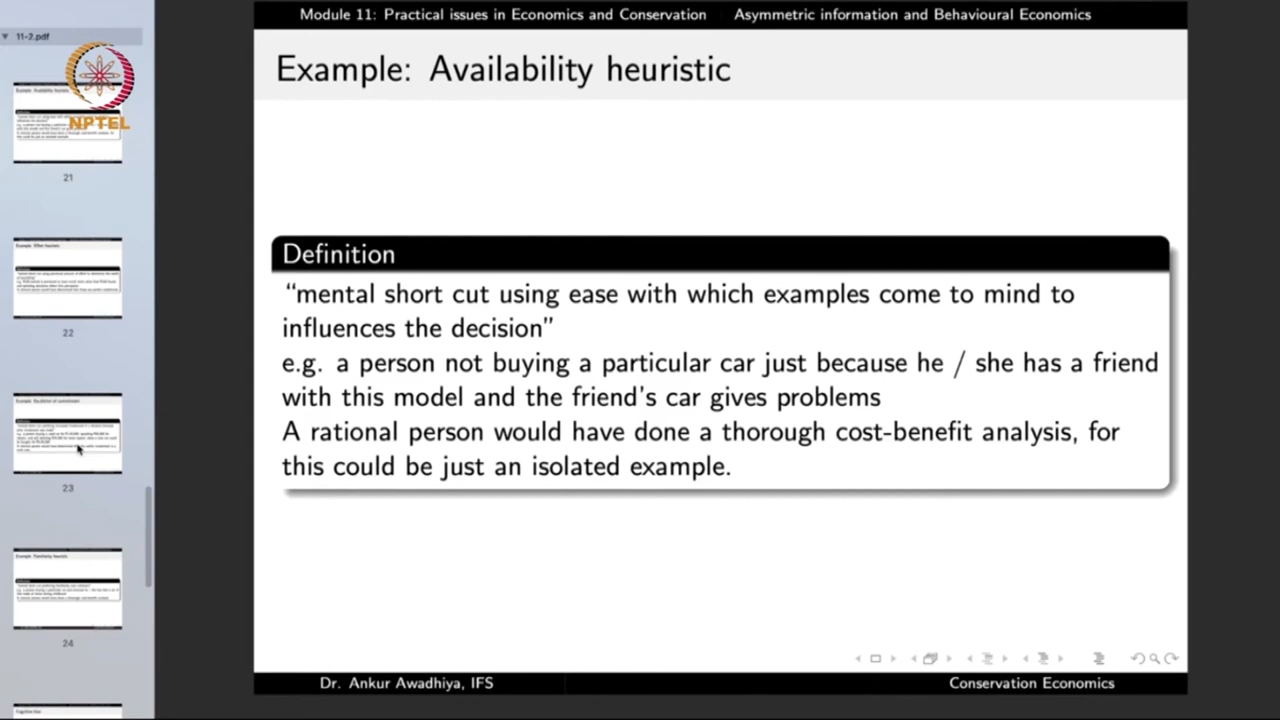 Module 11: Practical issues in Economics and Conservation Asymmetric information and Behavioural Economics
11-2.pdf
NPTEL
Example: Availability heuristic
Definition
“mental short cut using ease with which examples come to mind to
influences the decision”
e.g. a person not buying a particular car just because he / she has a friend
with this model and the friend's car gives problems
A rational person would have done a thorough cost-benefit analysis, for
this could be just an isolated example.
21
22
23
24
Dr. Ankur Awadhiya, IFS Conservation Economics